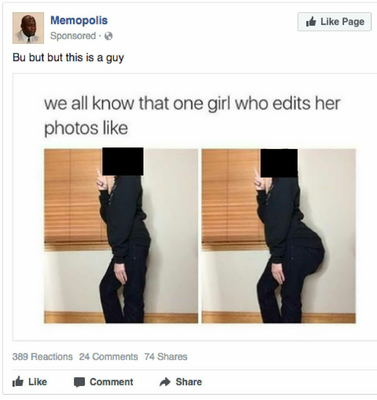 Memopolis
Like Page
Sponsored ·
Bu but but this is a guy
we all know that one girl who edits her
photos like
389 Reactions 24 Comments 74 Shares
Like Comment Share